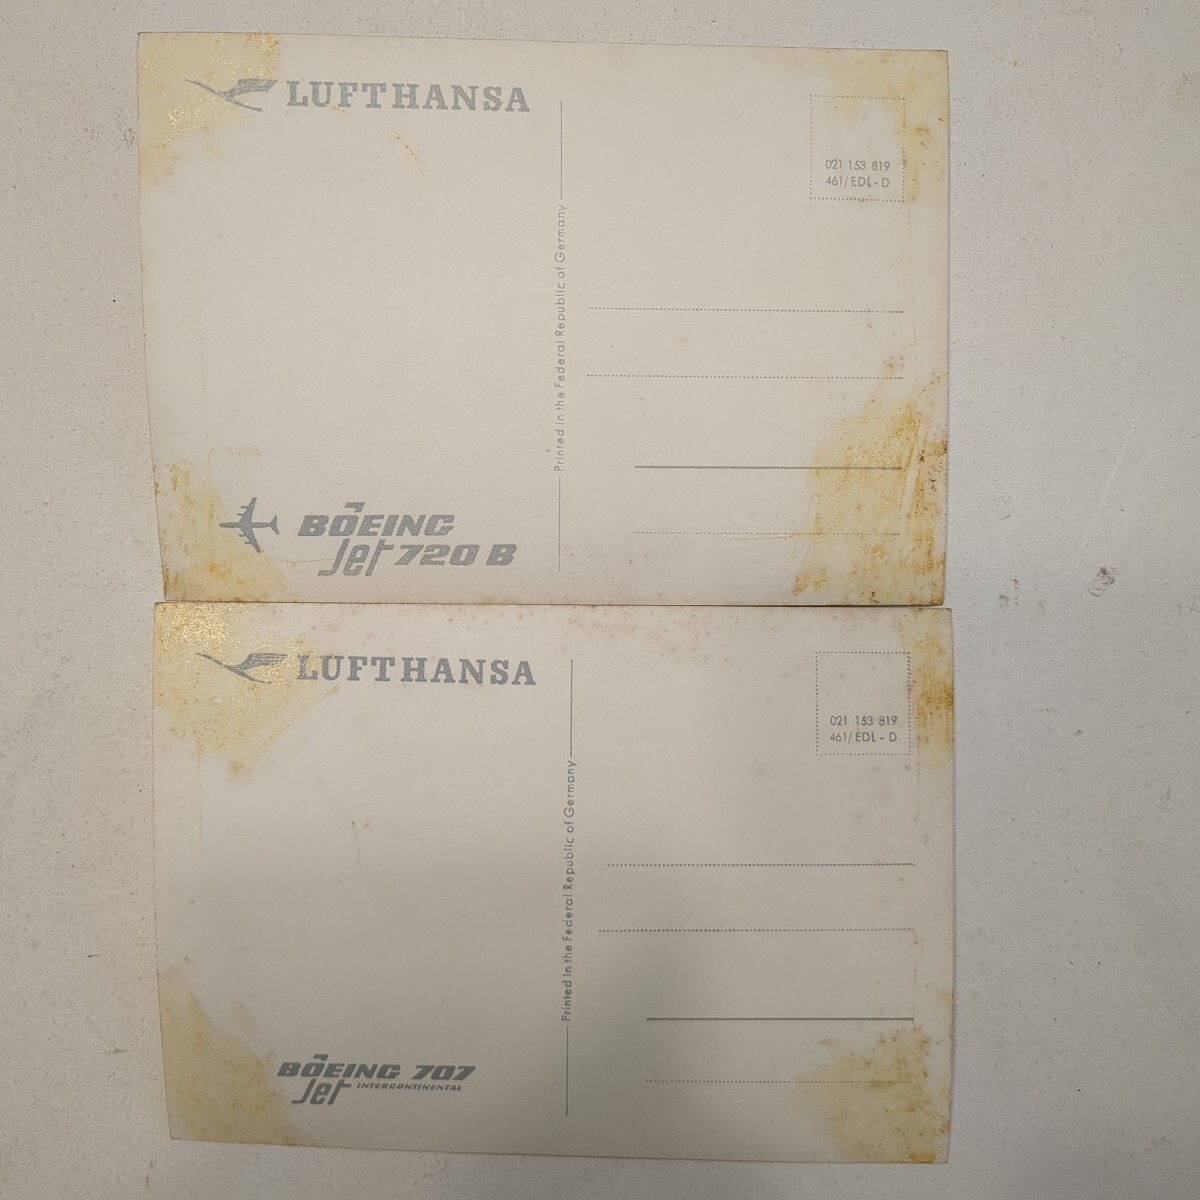 LUFTHANSA
021 153 819
461/EDL-D
Printed in the Federal Republic of Germany
BOEING
Jet 720 B
LUFTHANSA
021 153 819
461/EDL-D
Printed in the Federal Republic of Germany
BOEING 707
Jet INTERCONTINENTAL